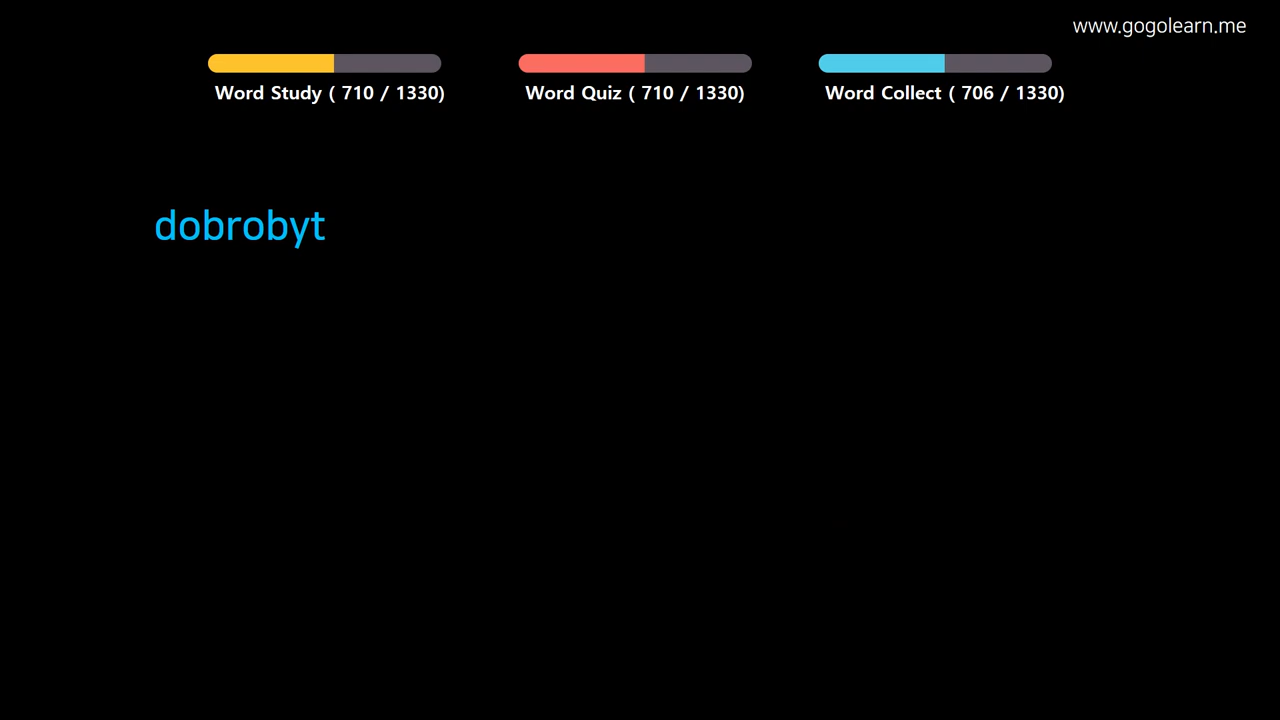 www.gogolearn.me
Word Study ( 710 / 1330)
Word Quiz ( 710 / 1330)
Word Collect ( 706 / 1330)
dobrobyt